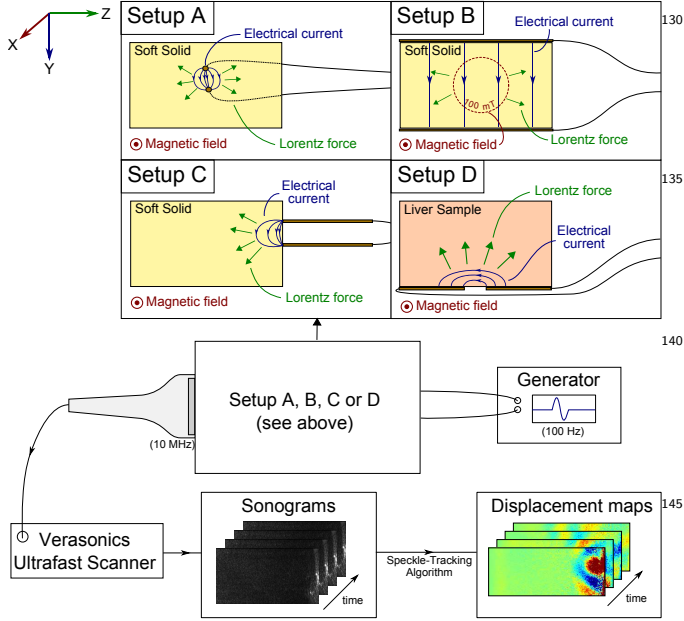 X
Z
Y
Setup A
Electrical current
Soft Solid
Magnetic field
Lorentz force
Setup B
Electrical
current
Soft Solid
100 mT
Magnetic field
Lorentz
force
130
Setup C
Electrical
current
Soft Solid
Magnetic field
Lorentz force
Setup D
Lorentz force
Liver Sample
Electrical
current
Magnetic field
135
140
Setup A, B, C or D
(see above)
(10 MHz)
Generator
(100 Hz)
145
Verasonics
Ultrafast Scanner
Sonograms
time
Speckle-Tracking
Algorithm
Displacement maps
time